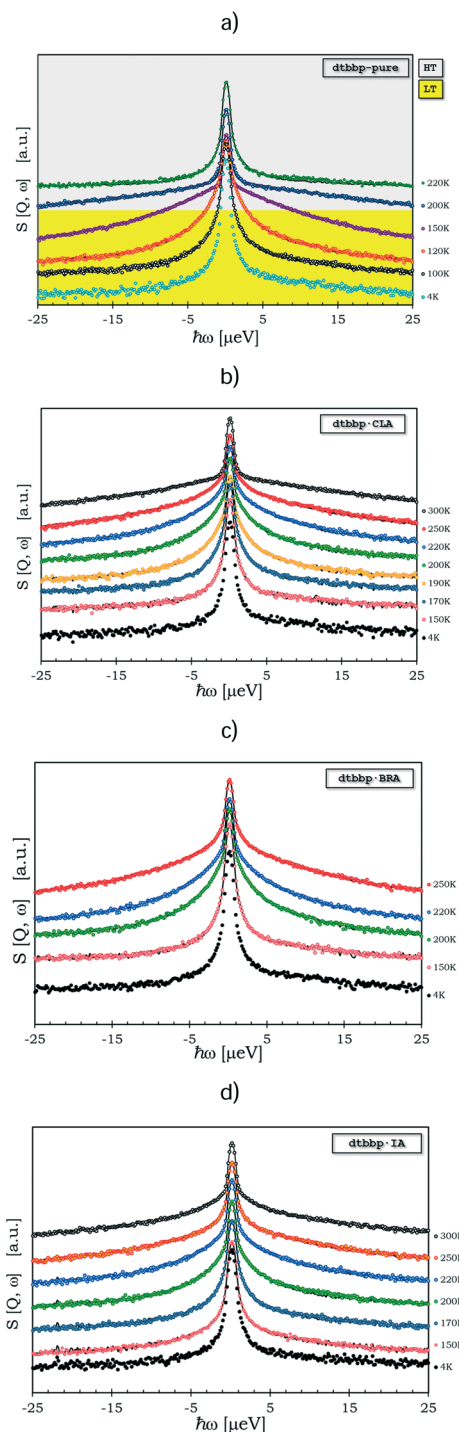 a)
dtbbp-pure
HT
LT
S [Q, ω] [a.u.]
220K
200K
150K
120K
100K
4K
-25 -15 -5 5 15 25
ħω [µeV]
b)
dtbbp·CLA
S [Q, ω] [a.u.]
300K
250K
220K
200K
190K
170K
150K
4K
-25 -15 -5 5 15 25
ħω [µeV]
c)
dtbbp·BRA
S [Q, ω] [a.u.]
250K
220K
200K
150K
4K
-25 -15 -5 5 15 25
ħω [µeV]
d)
dtbbp·IA
S [Q, ω] [a.u.]
300K
250K
220K
200K
170K
150K
4K
-25 -15 -5 5 15 25
ħω [µeV]